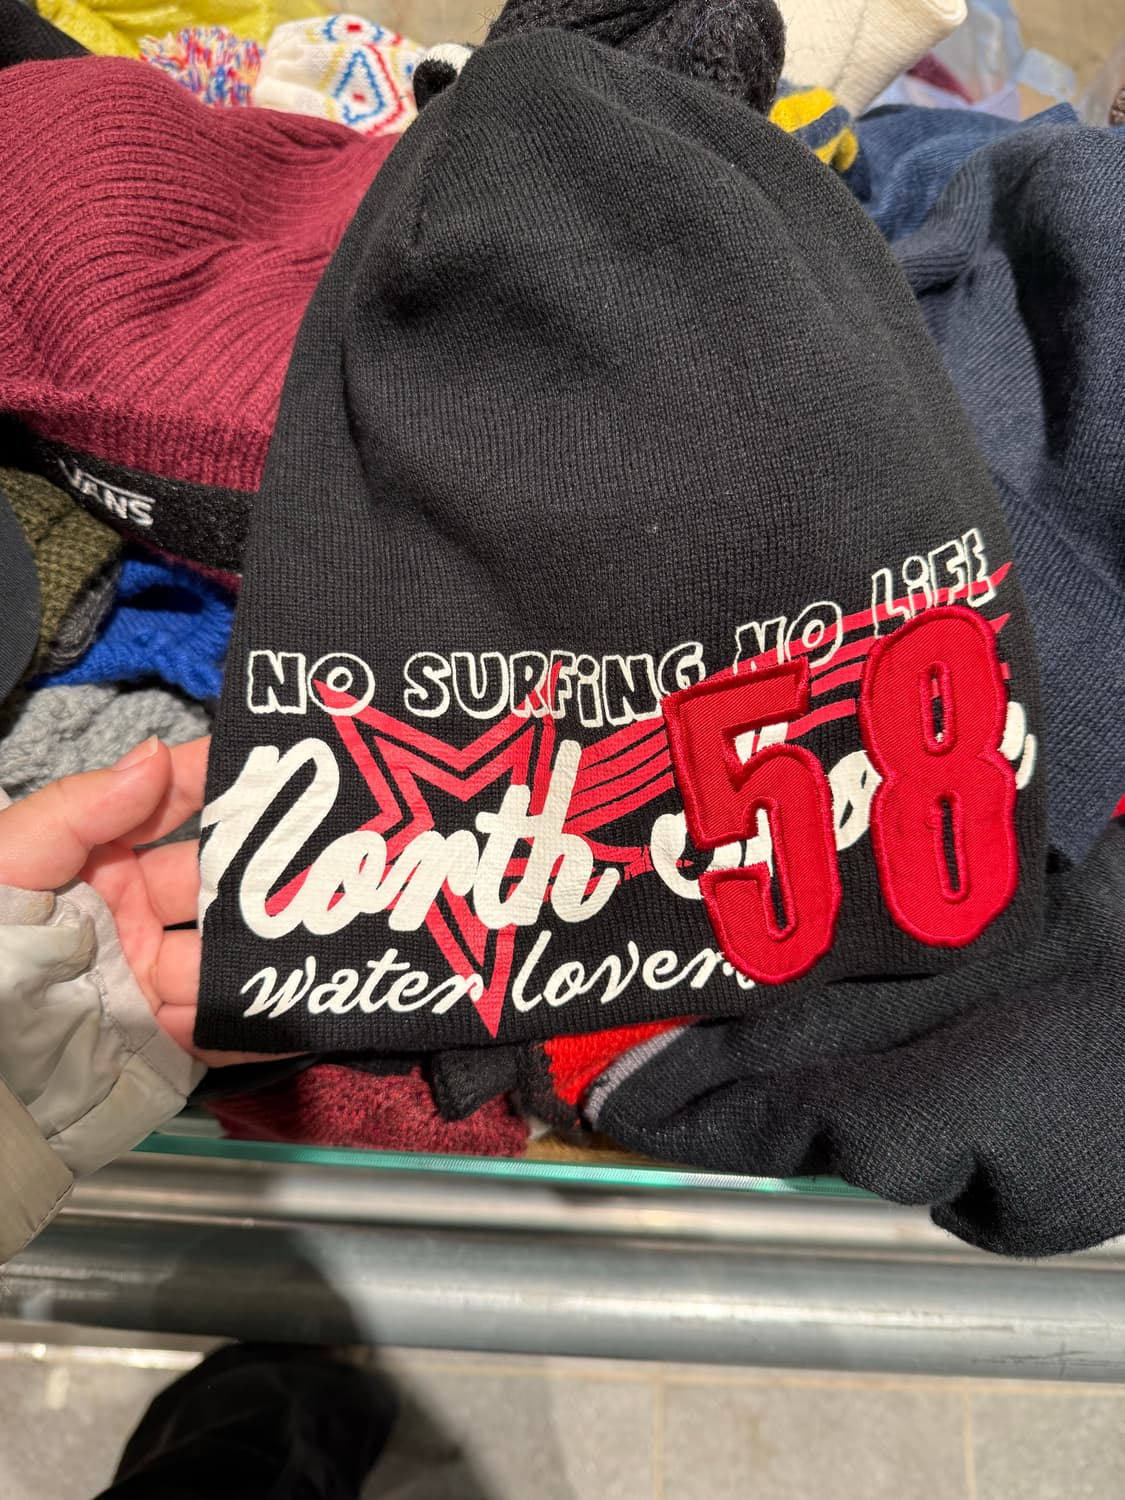 VANS
NO SURFiNG NO LiFE
North
58
water lover